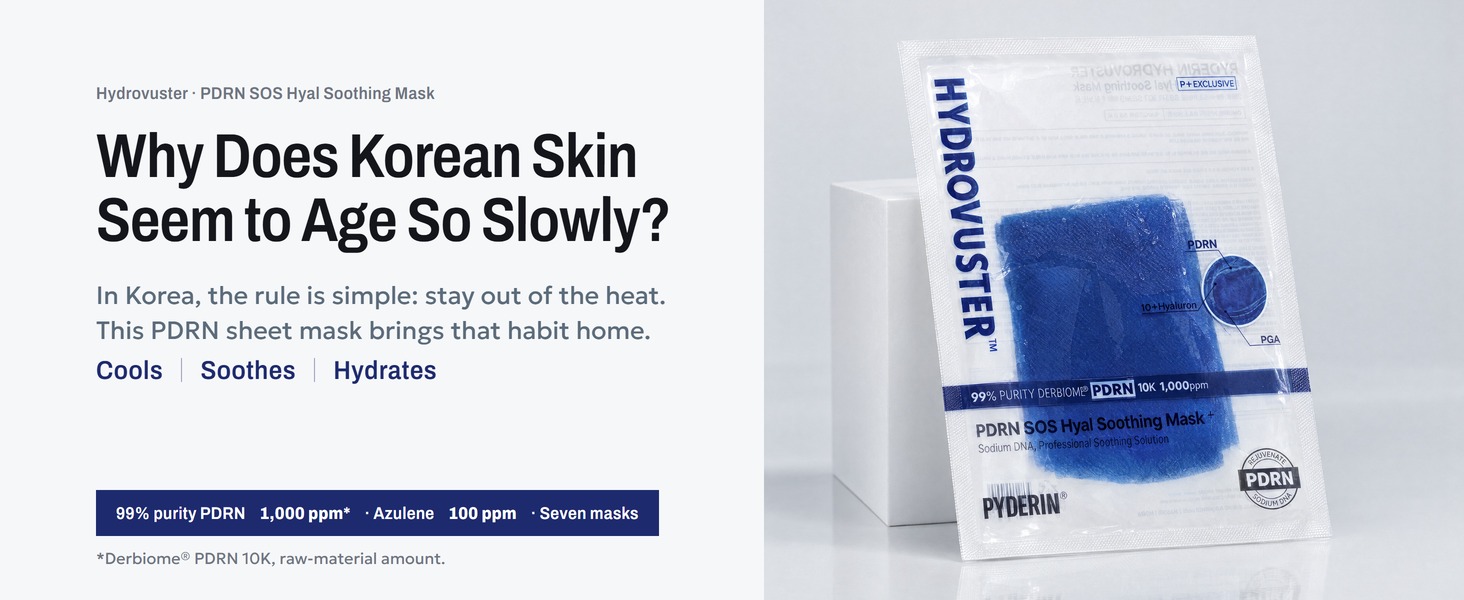 Hydrovuster · PDRN SOS Hyal Soothing Mask
Why Does Korean Skin
Seem to Age So Slowly?
In Korea, the rule is simple: stay out of the heat.
This PDRN sheet mask brings that habit home.
Cools | Soothes | Hydrates
99% purity PDRN 1,000 ppm* · Azulene 100 ppm · Seven masks
*Derbiome® PDRN 10K, raw-material amount.
P+EXCLUSIVE
HYDROVUSTER™
PDRN
10+Hyaluron
PGA
99% PURITY DERBIOME® PDRN 10K 1,000ppm
PDRN SOS Hyal Soothing Mask +
Sodium DNA, Professional Soothing Solution
PYDERIN®
REJUVENATE
PDRN
SODIUM DNA